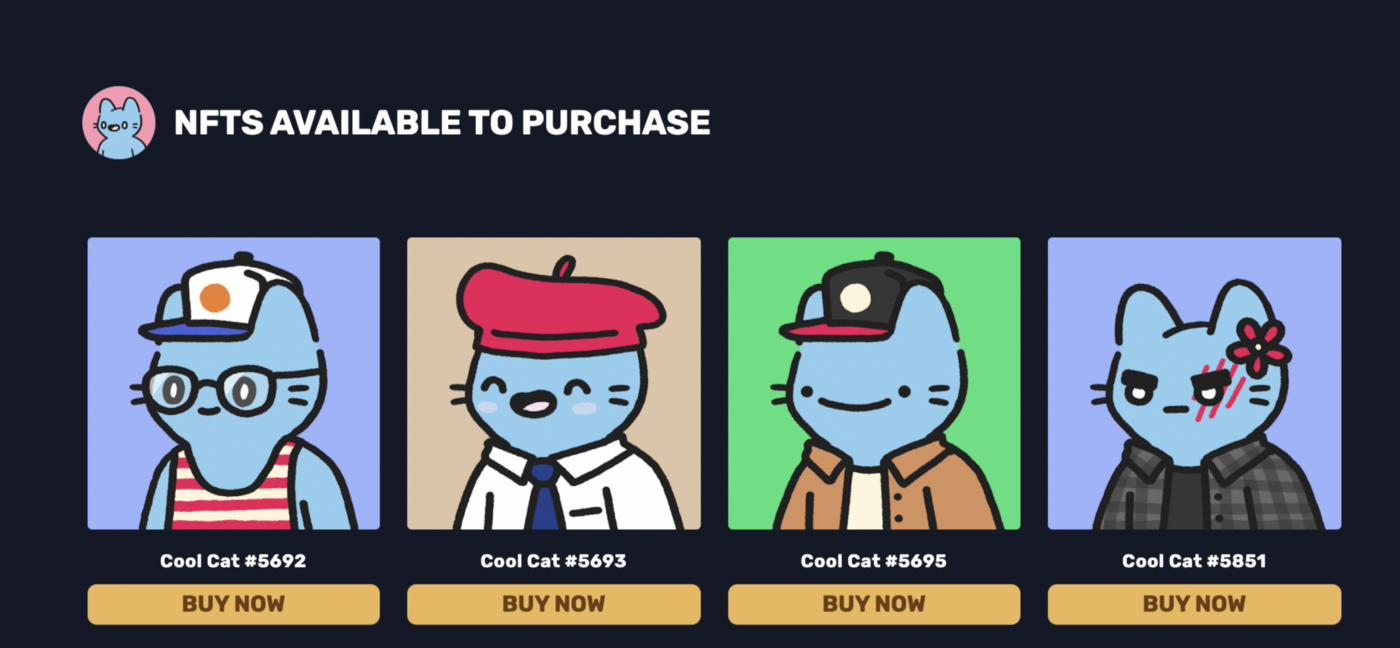 NFTS AVAILABLE TO PURCHASE
Cool Cat #5692
Cool Cat #5693
Cool Cat #5695
Cool Cat #5851
BUY NOW
BUY NOW
BUY NOW
BUY NOW